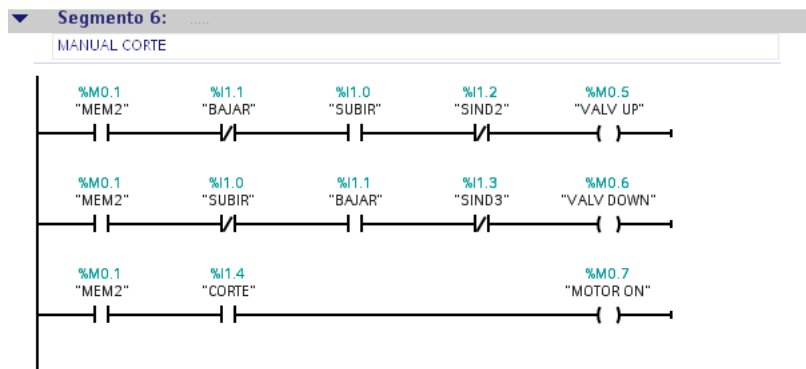 Segmento 6: .....
MANUAL CORTE
%M0.1 %I1.1 %I1.0 %I1.2 %M0.5
"MEM2" "BAJAR" "SUBIR" "SIND2" "VALV UP"
%M0.1 %I1.0 %I1.1 %I1.3 %M0.6
"MEM2" "SUBIR" "BAJAR" "SIND3" "VALV DOWN"
%M0.1 %I1.4 %M0.7
"MEM2" "CORTE" "MOTOR ON"